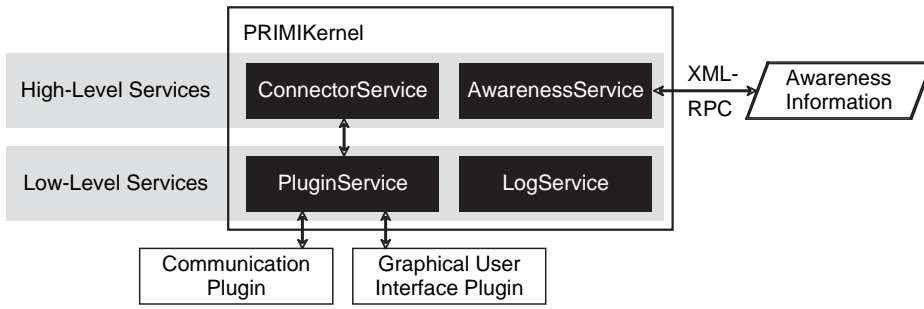 PRIMIKernel
High-Level Services
ConnectorService
AwarenessService
XML-
RPC
Awareness
Information
Low-Level Services
PluginService
LogService
Communication
Plugin
Graphical User
Interface Plugin